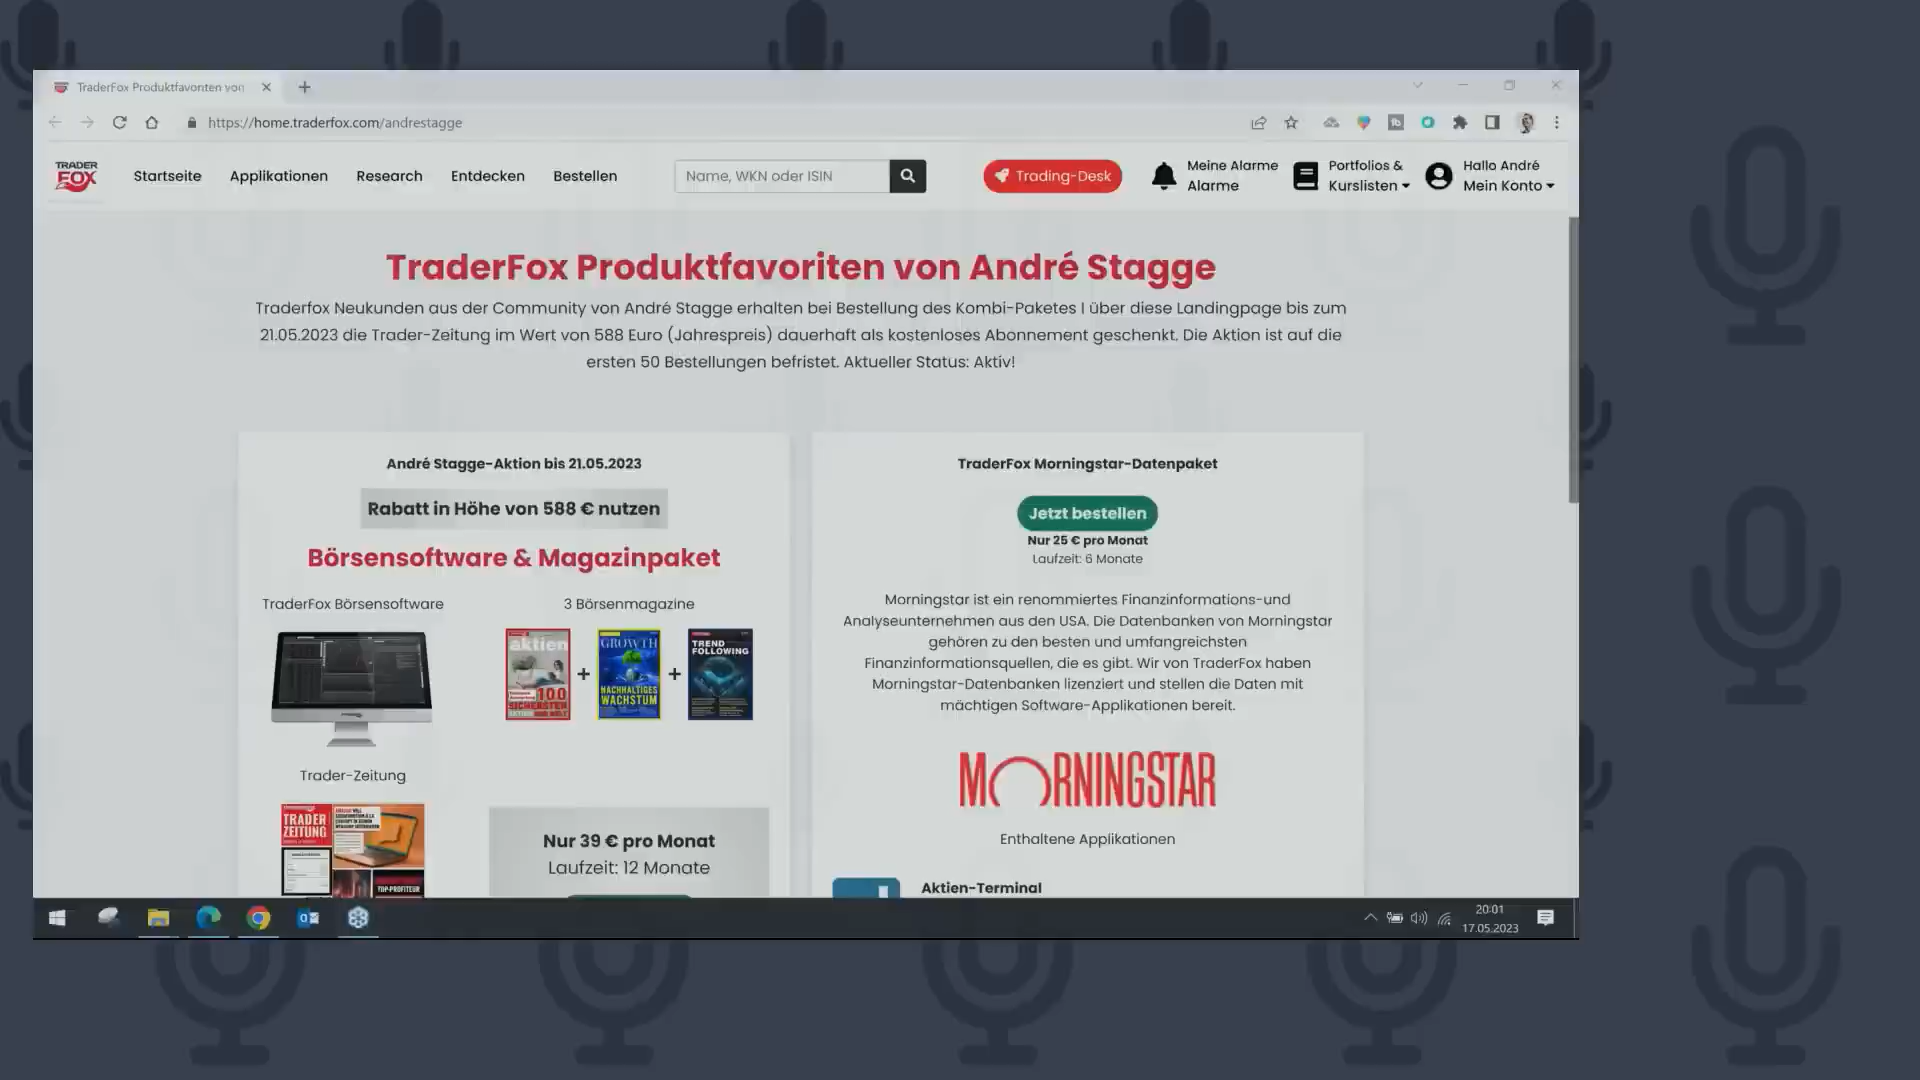 TraderFox Produktfavoriten von
https://home.traderfox.com/andrestagge
TRADER
FOX
Startseite
Applikationen
Research
Entdecken
Bestellen
Name, WKN oder ISIN
Trading-Desk
Meine Alarme
Alarme
Portfolios &
Kurslisten
Hallo André
Mein Konto
TraderFox Produktfavoriten von André Stagge
Traderfox Neukunden aus der Community von André Stagge erhalten bei Bestellung des Kombi-Paketes I über diese Landingpage bis zum
21.05.2023 die Trader-Zeitung im Wert von 588 Euro (Jahrespreis) dauerhaft als kostenloses Abonnement geschenkt. Die Aktion ist auf die
ersten 50 Bestellungen befristet. Aktueller Status: Aktiv!
André Stagge-Aktion bis 21.05.2023
Rabatt in Höhe von 588 € nutzen
Börsensoftware & Magazinpaket
TraderFox Börsensoftware
3 Börsenmagazine
aktien
100
SICHERSTEN
+
GROWTH
NACHHALTIGES
WACHSTUM
+
TREND
FOLLOWING
Trader-Zeitung
TRADER
ZEITUNG
TOP-PROFITEUR
Nur 39 € pro Monat
Laufzeit: 12 Monate
TraderFox Morningstar-Datenpaket
Jetzt bestellen
Nur 25 € pro Monat
Laufzeit: 6 Monate
Morningstar ist ein renommiertes Finanzinformations-und
Analyseunternehmen aus den USA. Die Datenbanken von Morningstar
gehören zu den besten und umfangreichsten
Finanzinformationsquellen, die es gibt. Wir von TraderFox haben
Morningstar-Datenbanken lizenziert und stellen die Daten mit
mächtigen Software-Applikationen bereit.
MORNINGSTAR
Enthaltene Applikationen
Aktien-Terminal
20:01
17.05.2023